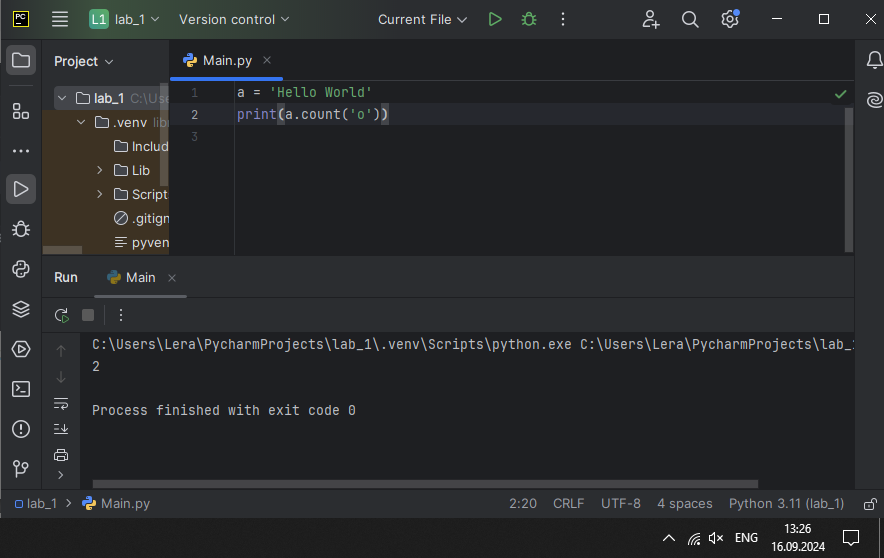 PC L1 lab_1 Version control Current File
Project
Main.py
lab_1 C:\Use
.venv lib
Includ
Lib
Script
.gitign
pyven
1 a = 'Hello World'
2 print(a.count('o'))
3
Run Main
C:\Users\Lera\PycharmProjects\lab_1\.venv\Scripts\python.exe C:\Users\Lera\PycharmProjects\lab_
2
Process finished with exit code 0
lab_1 > Main.py 2:20 CRLF UTF-8 4 spaces Python 3.11 (lab_1)
ENG 13:26
16.09.2024